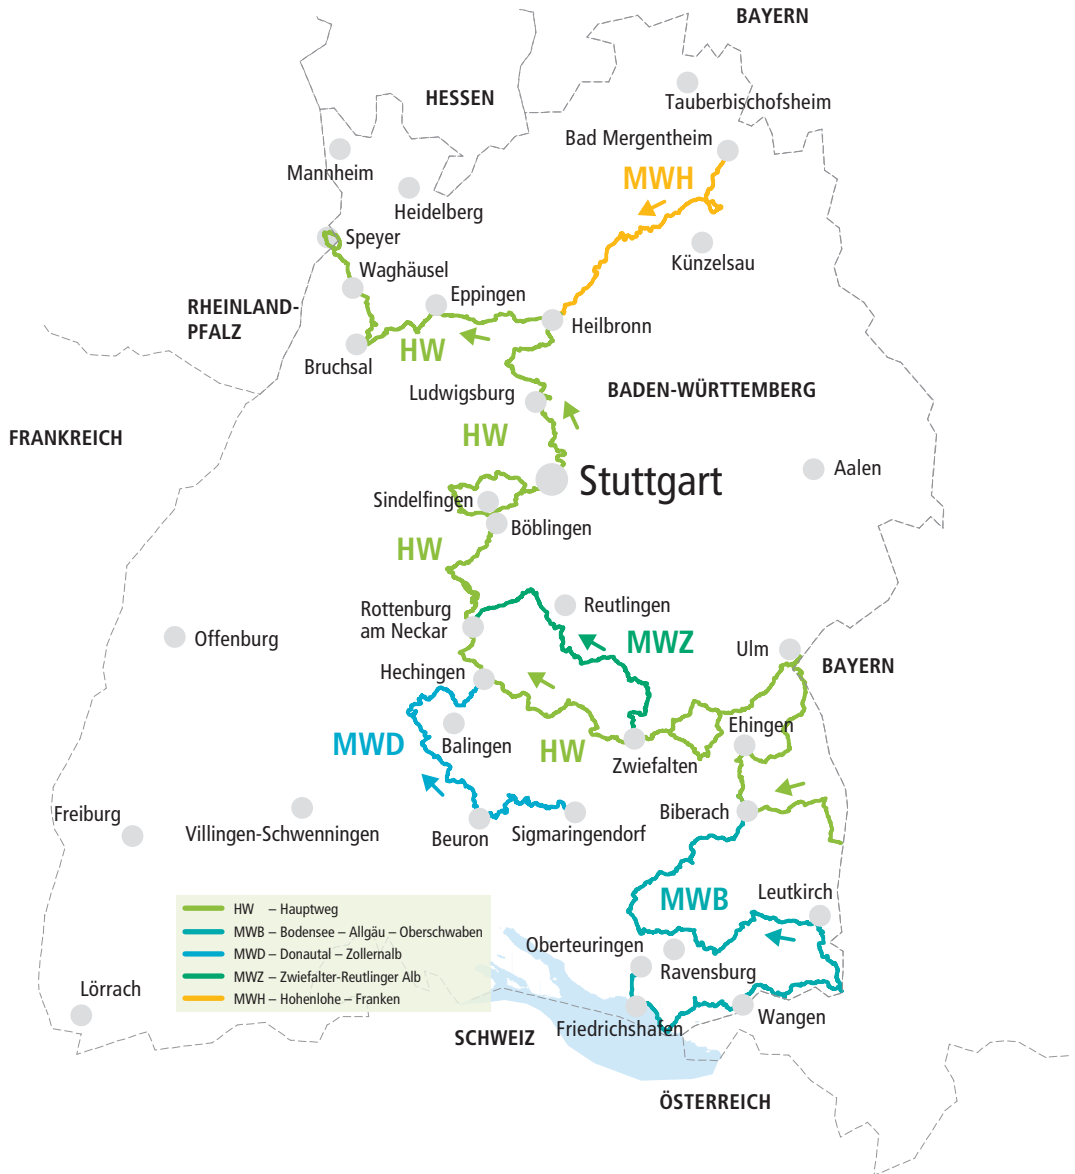 BAYERN
HESSEN
Tauberbischofsheim
Bad Mergentheim
Mannheim
MWH
Heidelberg
Speyer
Künzelsau
Waghäusel
Eppingen
RHEINLAND-
PFALZ
Heilbronn
HW
Bruchsal
Ludwigsburg
BADEN-WÜRTTEMBERG
FRANKREICH
HW
Aalen
Stuttgart
Sindelfingen
Böblingen
HW
Rottenburg
am Neckar
Reutlingen
Offenburg
MWZ
Ulm
BAYERN
Hechingen
Ehingen
MWD
Balingen
HW
Zwiefalten
Freiburg
Villingen-Schwenningen
Beuron
Sigmaringendorf
Biberach
MWB
Leutkirch
HW – Hauptweg
MWB – Bodensee – Allgäu – Oberschwaben
MWD – Donautal – Zollernalb
MWZ – Zwiefalter-Reutlinger Alb
MWH – Hohenlohe – Franken
Oberteuringen
Ravensburg
Lörrach
Friedrichshafen
Wangen
SCHWEIZ
ÖSTERREICH